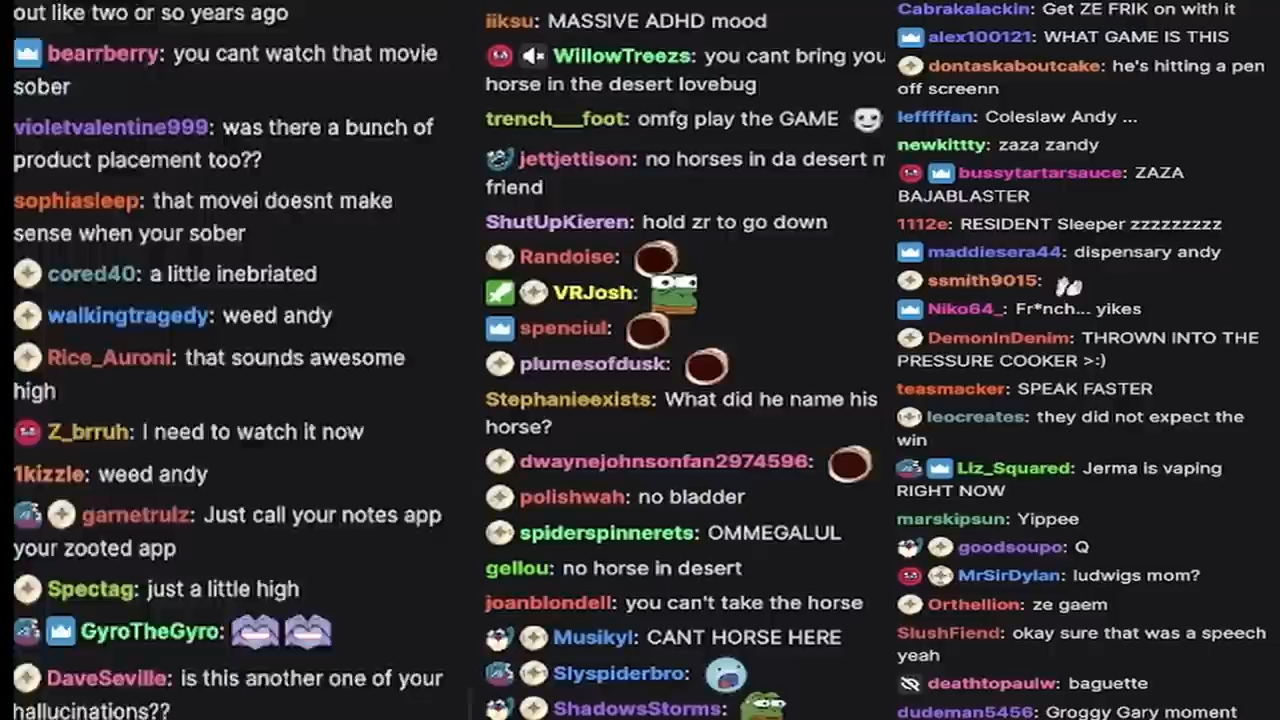 out like two or so years ago
bearrberry: you cant watch that movie
sober
violetvalentine999: was there a bunch of
product placement too??
sophiasleep: that movei doesnt make
sense when your sober
cored40: a little inebriated
walkingtragedy: weed andy
Rice_Auroni: that sounds awesome
high
Z_brruh: I need to watch it now
1kizzle: weed andy
garnetrulz: Just call your notes app
your zooted app
Spectag: just a little high
GyroTheGyro:
DaveSeville: is this another one of your
hallucinations??
iiksu: MASSIVE ADHD mood
WillowTreezs: you cant bring you
horse in the desert lovebug
trench___foot: omfg play the GAME
jettjettison: no horses in da desert m
friend
ShutUpKieren: hold zr to go down
Randoise:
VRJosh:
spenciul:
plumesofdusk:
Stephanieexists: What did he name his
horse?
dwaynejohnsonfan2974596:
polishwah: no bladder
spiderspinnerets: OMMEGALUL
gellou: no horse in desert
joanblondell: you can't take the horse
Musikyl: CANT HORSE HERE
Slyspiderbro:
ShadowsStorms:
Cabrakalackin: Get ZE FRIK on with it
alex100121: WHAT GAME IS THIS
dontaskaboutcake: he's hitting a pen
off screenn
lefffffan: Coleslaw Andy ...
newkittty: zaza zandy
bussytartarsauce: ZAZA
BAJABLASTER
1112e: RESIDENT Sleeper zzzzzzzzz
maddiesera44: dispensary andy
ssmith9015:
Niko64_: Fr*nch... yikes
DemonInDenim: THROWN INTO THE
PRESSURE COOKER >:)
teasmacker: SPEAK FASTER
leocreates: they did not expect the
win
Liz_Squared: Jerma is vaping
RIGHT NOW
marskipsun: Yippee
goodsoupo: Q
MrSirDylan: ludwigs mom?
Orthellion: ze gaem
SlushFiend: okay sure that was a speech
yeah
deathtopaulw: baguette
dudeman5456: Groggy Gary moment